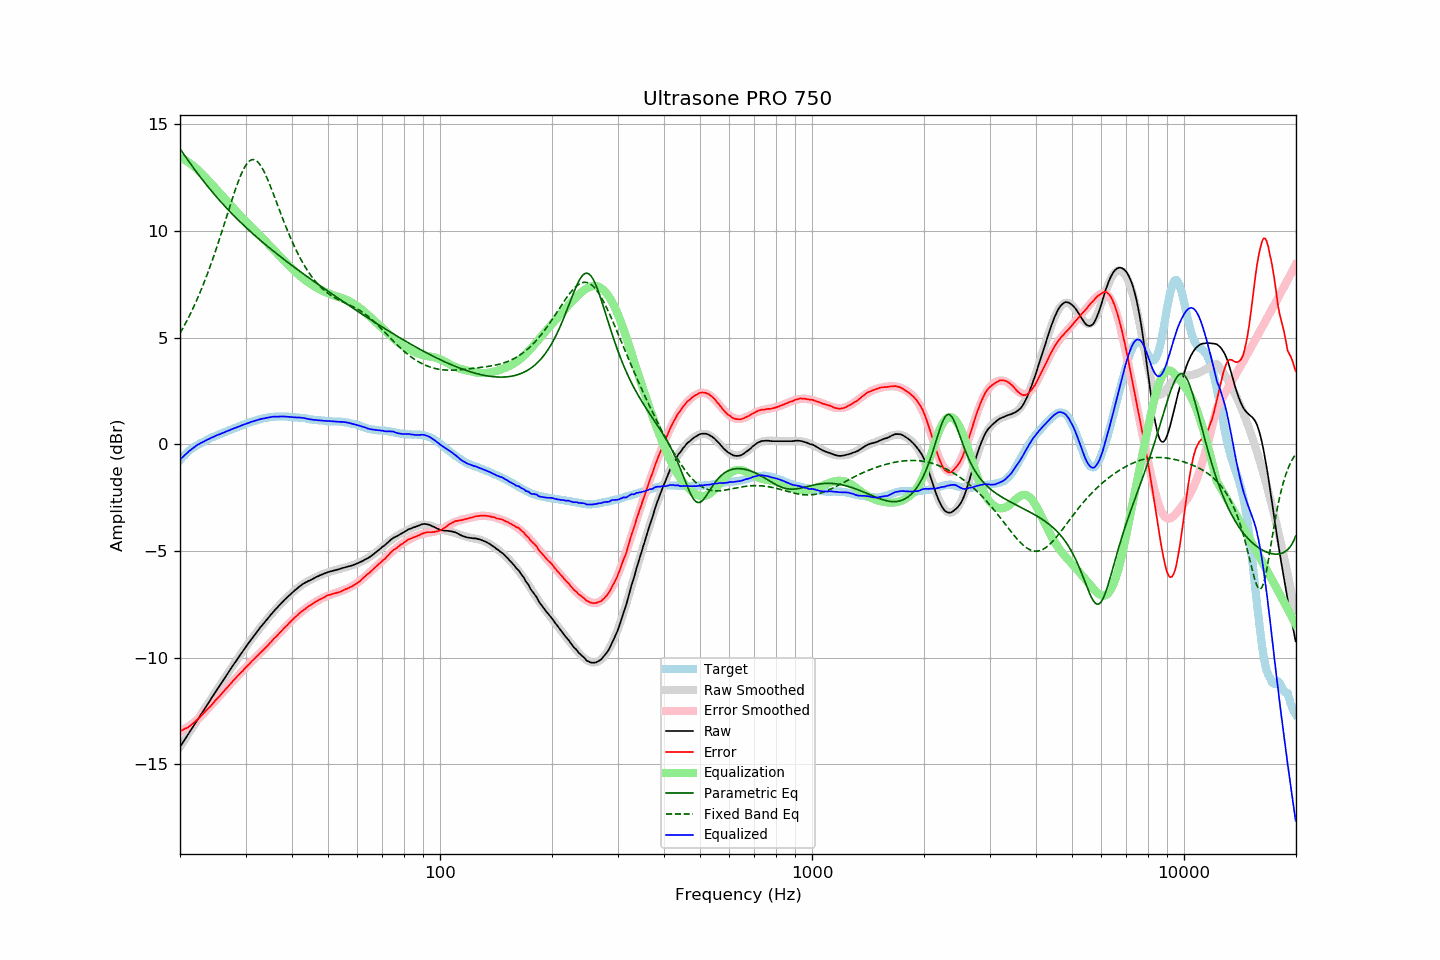 Ultrasone PRO 750
Amplitude (dBr)
15
10
5
0
−5
−10
−15
Target
Raw Smoothed
Error Smoothed
Raw
Error
Equalization
Parametric Eq
Fixed Band Eq
Equalized
100
1000
10000
Frequency (Hz)